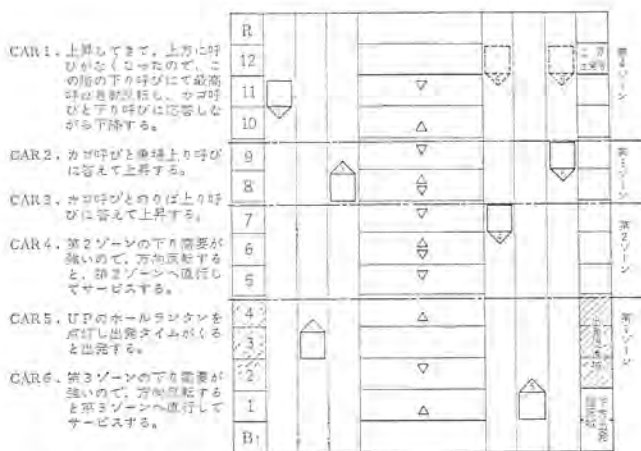 CAR1. 上昇してきて、上方に呼
びがなくなったので、こ
の階の下り呼びにて最高
呼び自動反転し、カゴ呼
びと下り呼びに応答しな
がら下降する。
CAR2. カゴ呼びと乗場上り呼び
に答えて上昇する。
CAR3. カゴ呼びとのりば上り呼
びに答えて上昇する。
CAR4. 第2ゾーンの下り需要が
強いので、方向反転する
と、第2ゾーンへ直行し
てサービスする。
CAR5. UPのホールランタンを
点灯し出発タイムがくる
と出発する。
CAR6. 第3ゾーンの下り需要が
強いので、方向反転する
と第3ゾーンへ直行して
サービスする。
R
12
11
10
9
8
7
6
5
4
3
2
1
B1
第4ゾーン
第3ゾーン
第2ゾーン
第1ゾーン